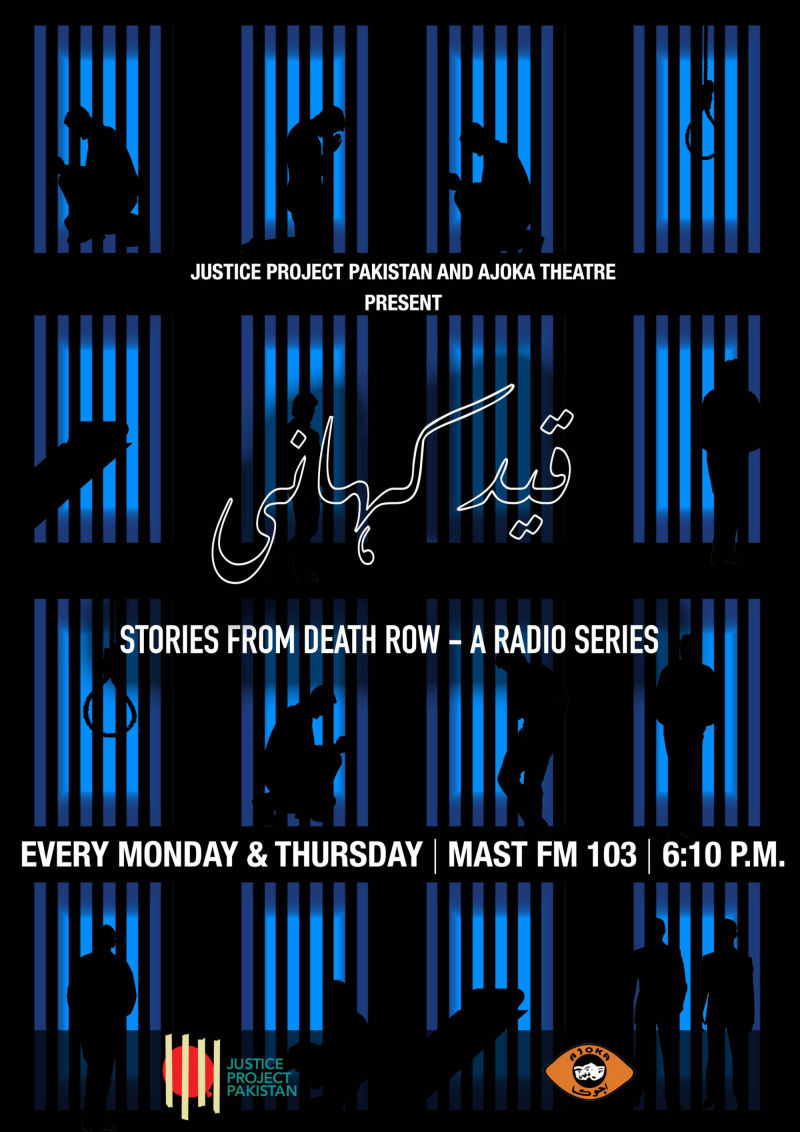 JUSTICE PROJECT PAKISTAN AND AJOKA THEATRE
PRESENT
قید کہانی
STORIES FROM DEATH ROW – A RADIO SERIES
EVERY MONDAY & THURSDAY | MAST FM 103 | 6:10 P.M.
JUSTICE
PROJECT
PAKISTAN
AJOKA
اجوکا